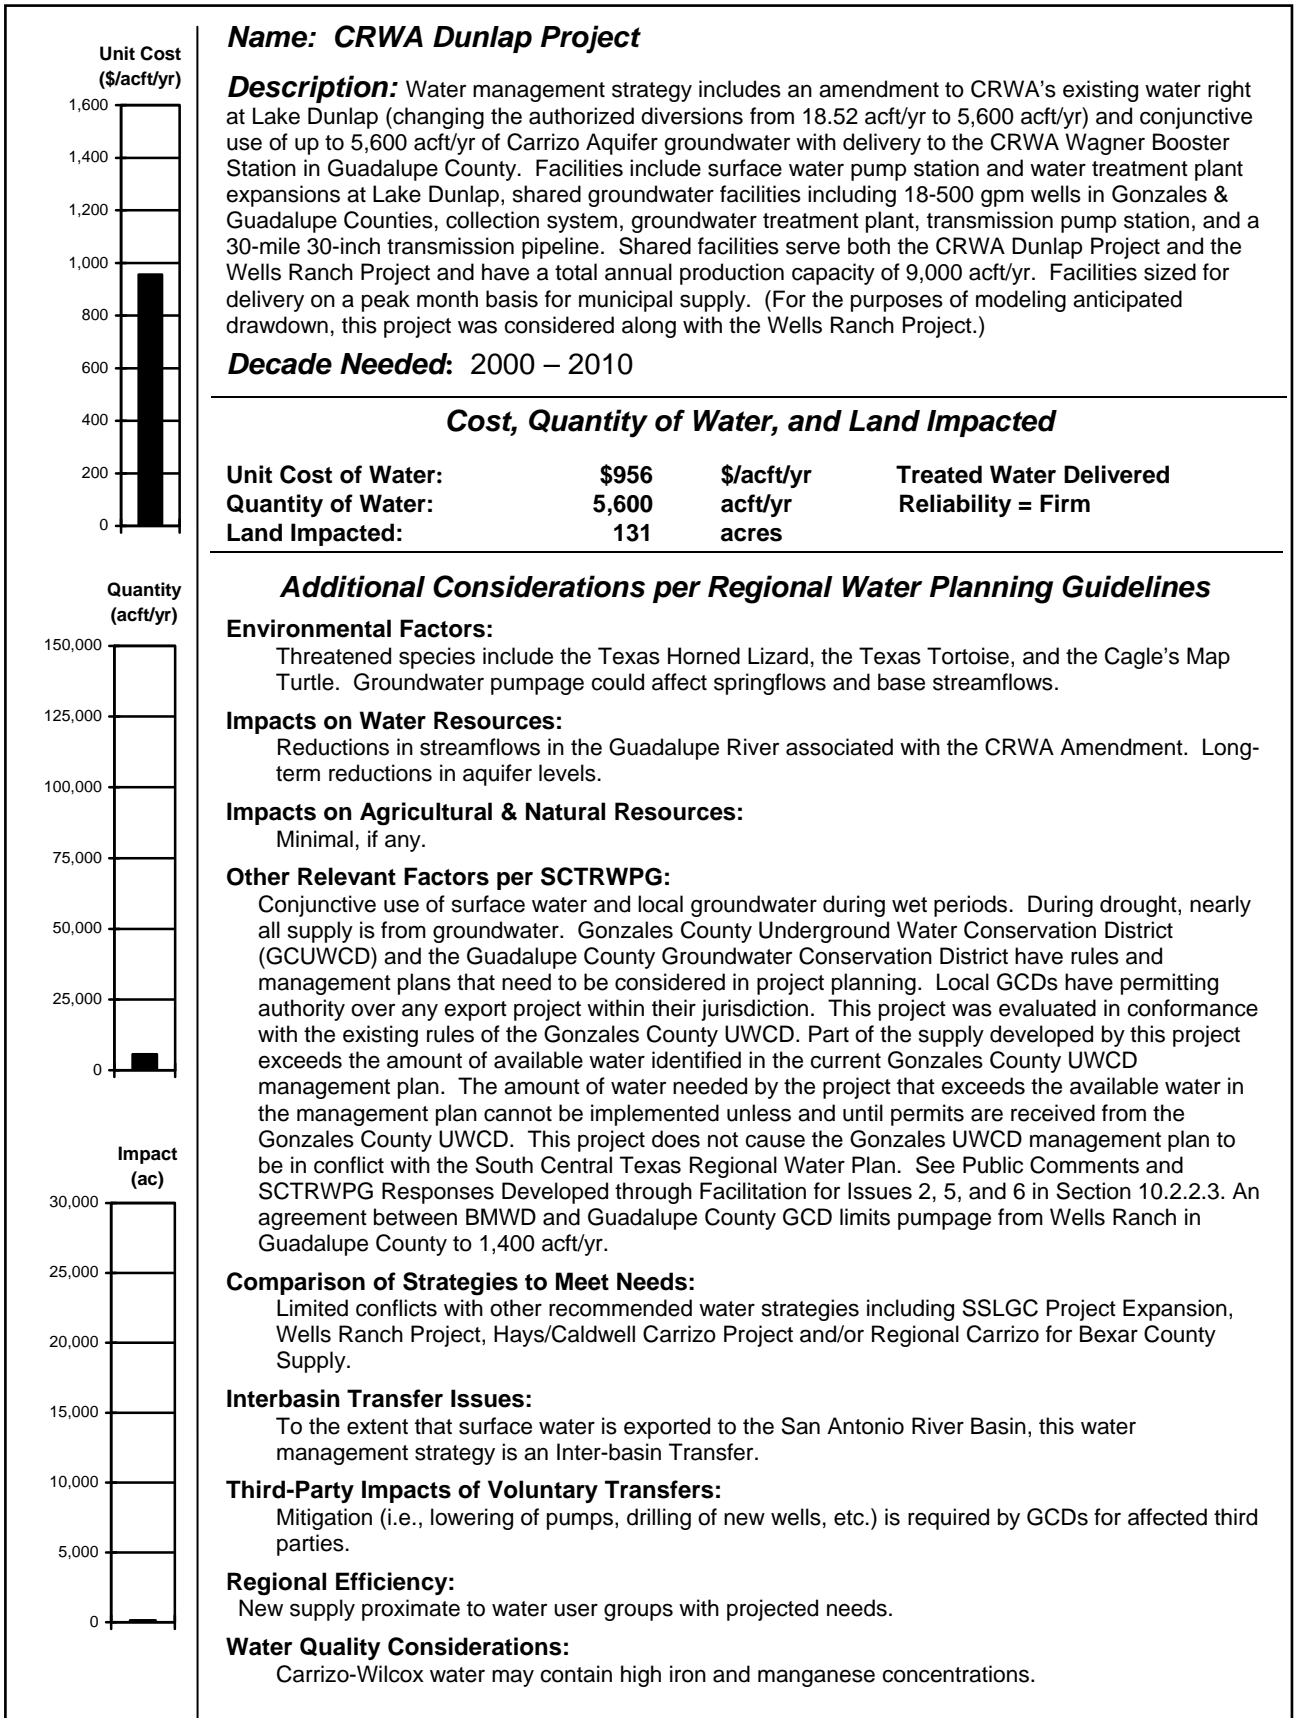 Unit Cost
($/acft/yr)
1,600
1,400
1,200
1,000
800
600
400
200
0
Quantity
(acft/yr)
150,000
125,000
100,000
75,000
50,000
25,000
0
Impact
(ac)
30,000
25,000
20,000
15,000
10,000
5,000
0
Name: CRWA Dunlap Project
Description: Water management strategy includes an amendment to CRWA's existing water right
at Lake Dunlap (changing the authorized diversions from 18.52 acft/yr to 5,600 acft/yr) and conjunctive
use of up to 5,600 acft/yr of Carrizo Aquifer groundwater with delivery to the CRWA Wagner Booster
Station in Guadalupe County. Facilities include surface water pump station and water treatment plant
expansions at Lake Dunlap, shared groundwater facilities including 18-500 gpm wells in Gonzales &
Guadalupe Counties, collection system, groundwater treatment plant, transmission pump station, and a
30-mile 30-inch transmission pipeline. Shared facilities serve both the CRWA Dunlap Project and the
Wells Ranch Project and have a total annual production capacity of 9,000 acft/yr. Facilities sized for
delivery on a peak month basis for municipal supply. (For the purposes of modeling anticipated
drawdown, this project was considered along with the Wells Ranch Project.)
Decade Needed: 2000 – 2010
Cost, Quantity of Water, and Land Impacted
Unit Cost of Water: $956 $/acft/yr Treated Water Delivered
Quantity of Water: 5,600 acft/yr Reliability = Firm
Land Impacted: 131 acres
Additional Considerations per Regional Water Planning Guidelines
Environmental Factors:
Threatened species include the Texas Horned Lizard, the Texas Tortoise, and the Cagle's Map
Turtle. Groundwater pumpage could affect springflows and base streamflows.
Impacts on Water Resources:
Reductions in streamflows in the Guadalupe River associated with the CRWA Amendment. Long-
term reductions in aquifer levels.
Impacts on Agricultural & Natural Resources:
Minimal, if any.
Other Relevant Factors per SCTRWPG:
Conjunctive use of surface water and local groundwater during wet periods. During drought, nearly
all supply is from groundwater. Gonzales County Underground Water Conservation District
(GCUWCD) and the Guadalupe County Groundwater Conservation District have rules and
management plans that need to be considered in project planning. Local GCDs have permitting
authority over any export project within their jurisdiction. This project was evaluated in conformance
with the existing rules of the Gonzales County UWCD. Part of the supply developed by this project
exceeds the amount of available water identified in the current Gonzales County UWCD
management plan. The amount of water needed by the project that exceeds the available water in
the management plan cannot be implemented unless and until permits are received from the
Gonzales County UWCD. This project does not cause the Gonzales UWCD management plan to
be in conflict with the South Central Texas Regional Water Plan. See Public Comments and
SCTRWPG Responses Developed through Facilitation for Issues 2, 5, and 6 in Section 10.2.2.3. An
agreement between BMWD and Guadalupe County GCD limits pumpage from Wells Ranch in
Guadalupe County to 1,400 acft/yr.
Comparison of Strategies to Meet Needs:
Limited conflicts with other recommended water strategies including SSLGC Project Expansion,
Wells Ranch Project, Hays/Caldwell Carrizo Project and/or Regional Carrizo for Bexar County
Supply.
Interbasin Transfer Issues:
To the extent that surface water is exported to the San Antonio River Basin, this water
management strategy is an Inter-basin Transfer.
Third-Party Impacts of Voluntary Transfers:
Mitigation (i.e., lowering of pumps, drilling of new wells, etc.) is required by GCDs for affected third
parties.
Regional Efficiency:
New supply proximate to water user groups with projected needs.
Water Quality Considerations:
Carrizo-Wilcox water may contain high iron and manganese concentrations.